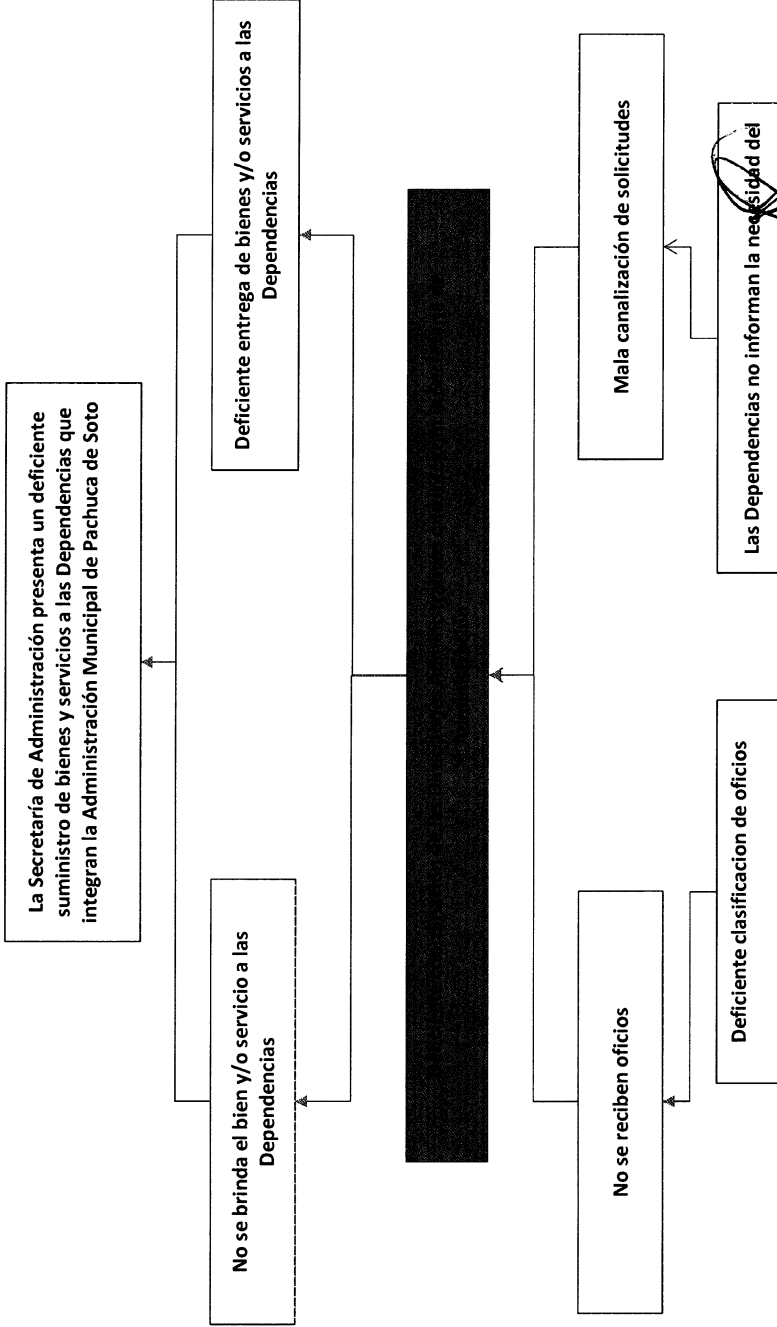 La Secretaría de Administración presenta un deficiente
suministro de bienes y servicios a las Dependencias que
integran la Administración Municipal de Pachuca de Soto
No se brinda el bien y/o servicio a las
Dependencias
Deficiente entrega de bienes y/o servicios a las
Dependencias
No se reciben oficios
Mala canalización de solicitudes
Deficiente clasificacion de oficios
Las Dependencias no informan la necesidad del